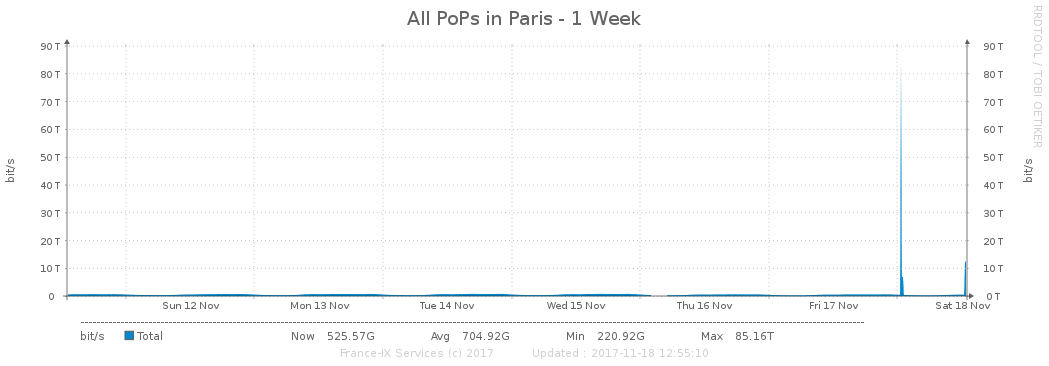 All PoPs in Paris - 1 Week
RRDTOOL / TOBI OETIKER
90 T 90 T
80 T 80 T
70 T 70 T
60 T 60 T
50 T 50 T
bit/s bit/s
40 T 40 T
30 T 30 T
20 T 20 T
10 T 10 T
0 0 T
Sun 12 Nov Mon 13 Nov Tue 14 Nov Wed 15 Nov Thu 16 Nov Fri 17 Nov Sat 18 Nov
bit/s Total Now 525.57G Avg 704.92G Min 220.92G Max 85.16T
France-IX Services (c) 2017 Updated : 2017-11-18 12:55:10